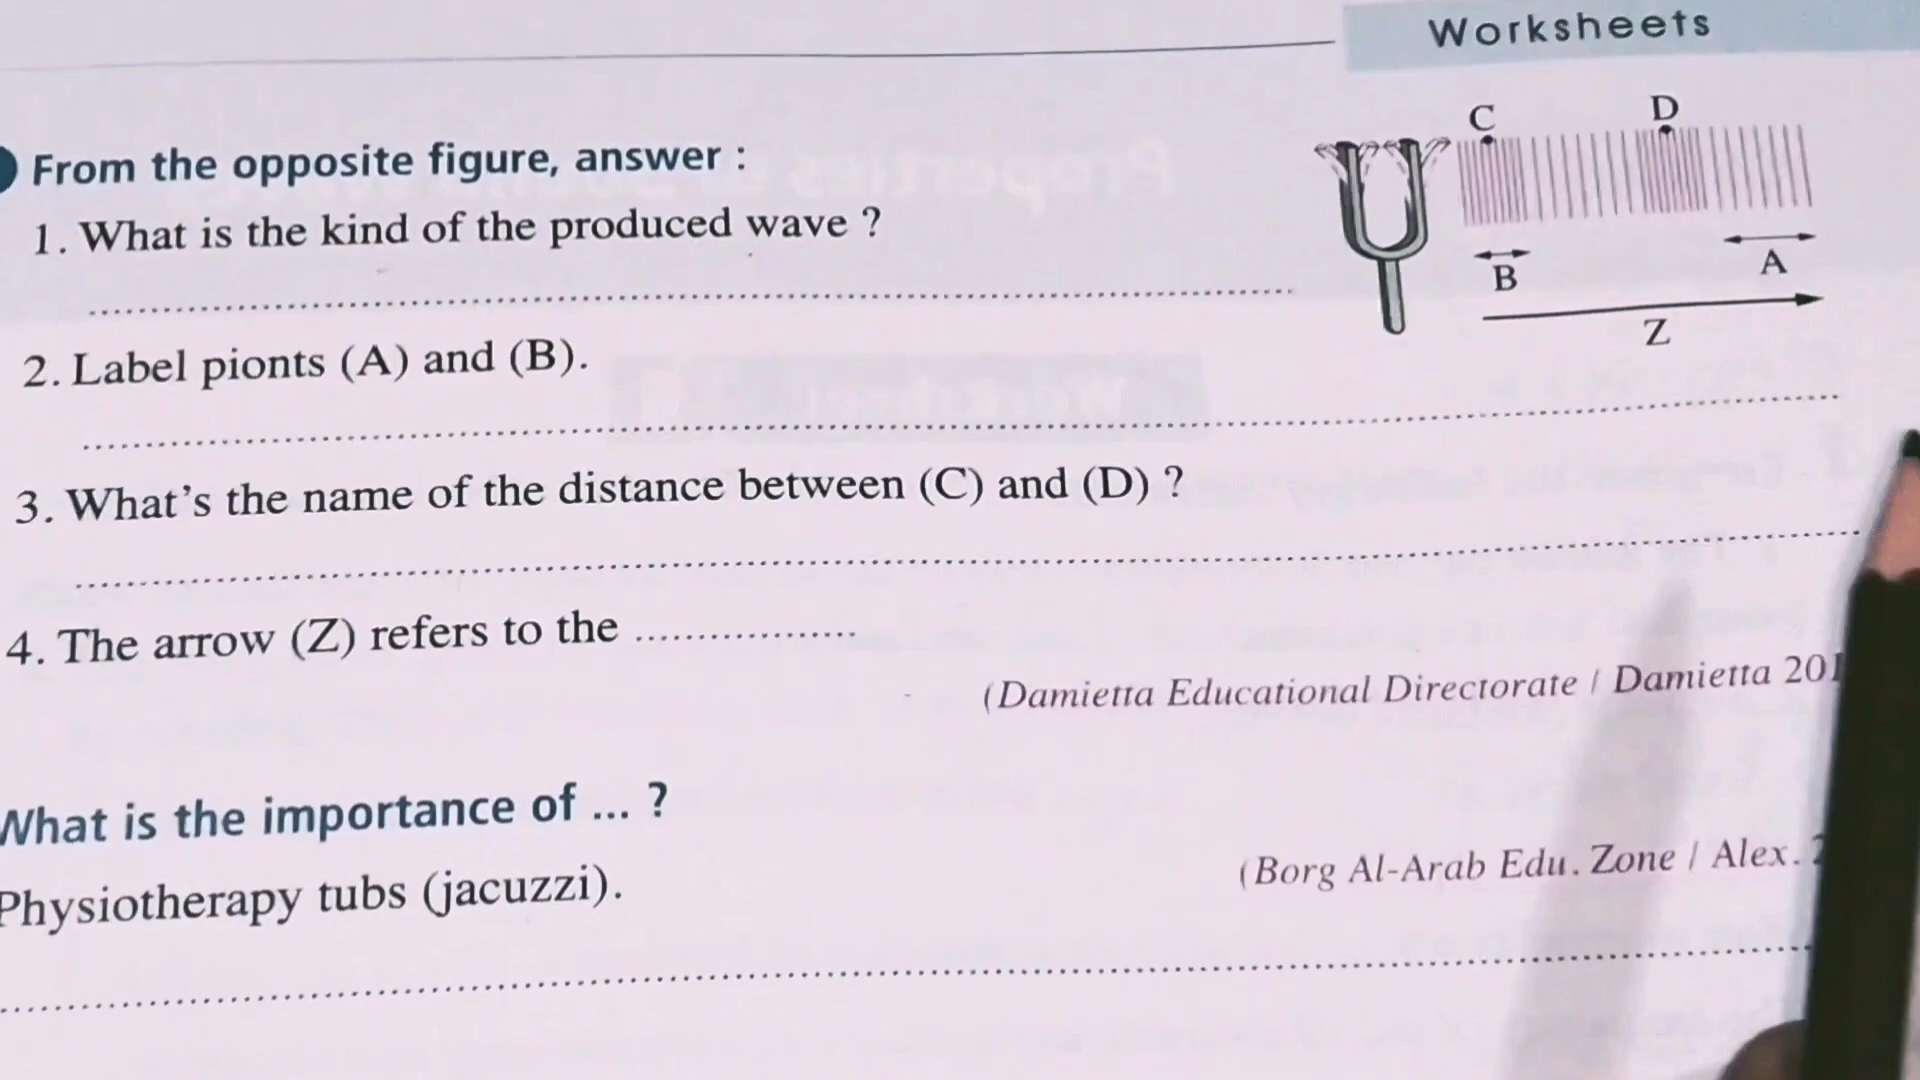 Worksheets
From the opposite figure, answer :
1. What is the kind of the produced wave ?
C
D
B
A
Z
2. Label pionts (A) and (B).
3. What's the name of the distance between (C) and (D) ?
4. The arrow (Z) refers to the
(Damietta Educational Directorate / Damietta 201
What is the importance of ... ?
(Borg Al-Arab Edu. Zone / Alex.
Physiotherapy tubs (jacuzzi).